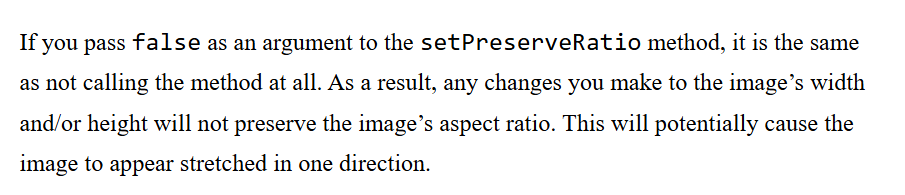 If you pass false as an argument to the setPreserveRatio method, it is the same
as not calling the method at all. As a result, any changes you make to the image’s width
and/or height will not preserve the image’s aspect ratio. This will potentially cause the
image to appear stretched in one direction.